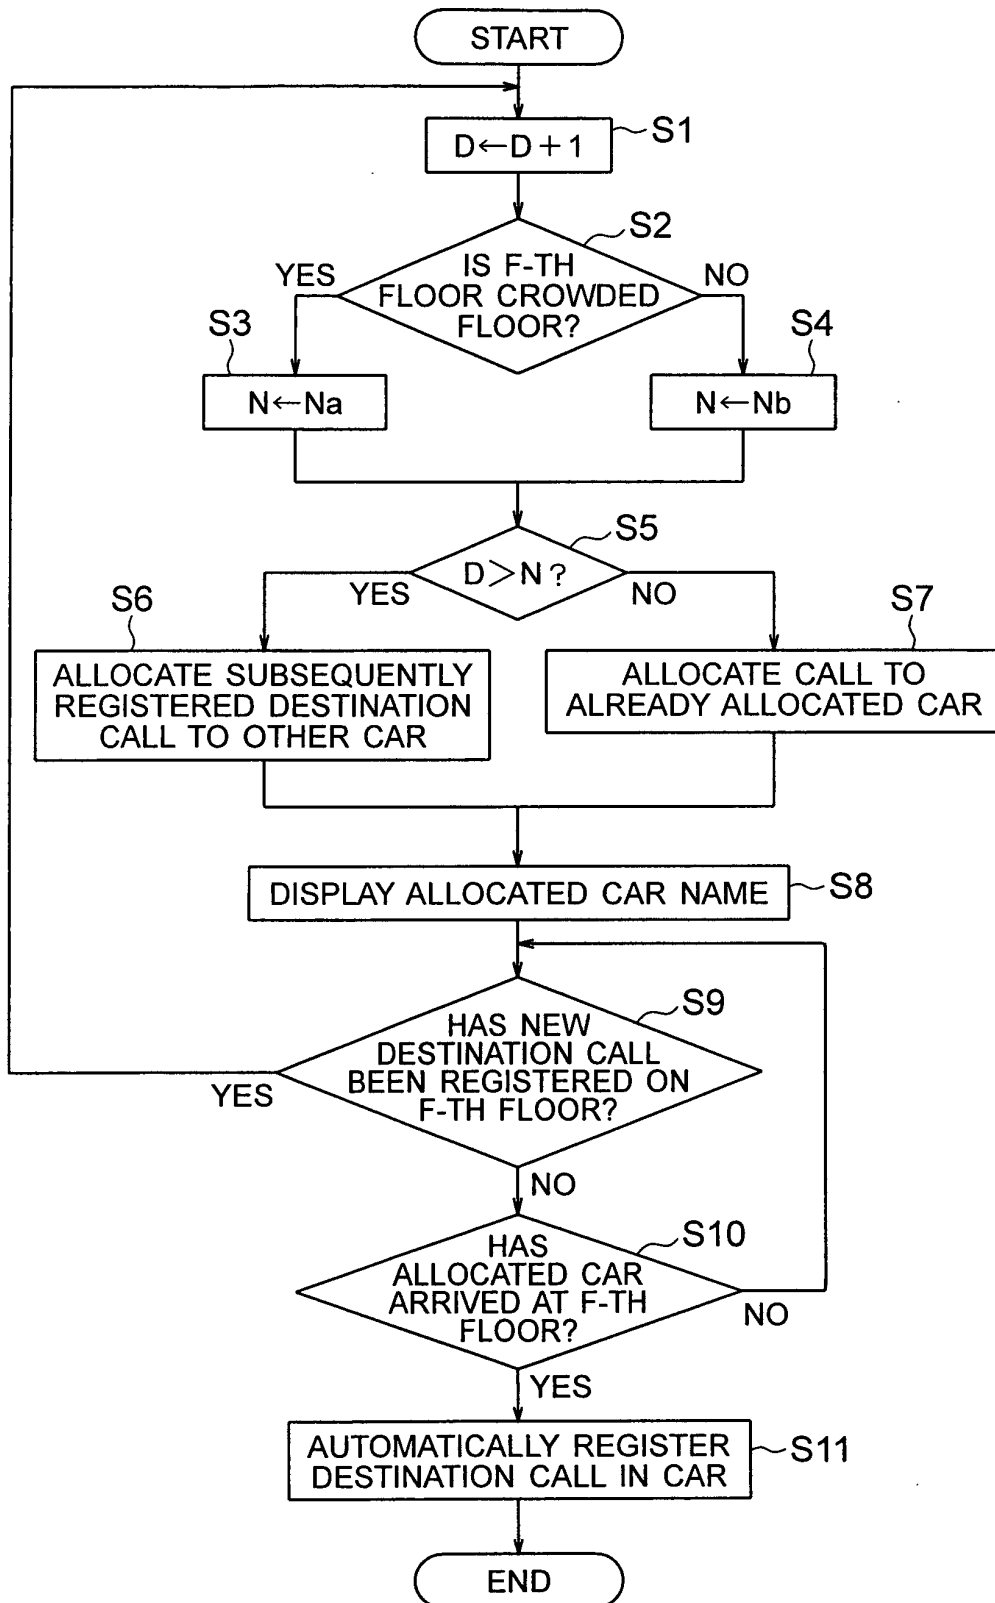 START
D←D+1
S1
S2
IS F-TH
FLOOR CROWDED
FLOOR?
YES
NO
S3
S4
N←Na
N←Nb
S5
D>N?
YES
NO
S6
S7
ALLOCATE SUBSEQUENTLY
REGISTERED DESTINATION
CALL TO OTHER CAR
ALLOCATE CALL TO
ALREADY ALLOCATED CAR
DISPLAY ALLOCATED CAR NAME
S8
S9
HAS NEW
DESTINATION CALL
BEEN REGISTERED ON
F-TH FLOOR?
YES
NO
S10
HAS
ALLOCATED CAR
ARRIVED AT F-TH
FLOOR?
NO
YES
AUTOMATICALLY REGISTER
DESTINATION CALL IN CAR
S11
END